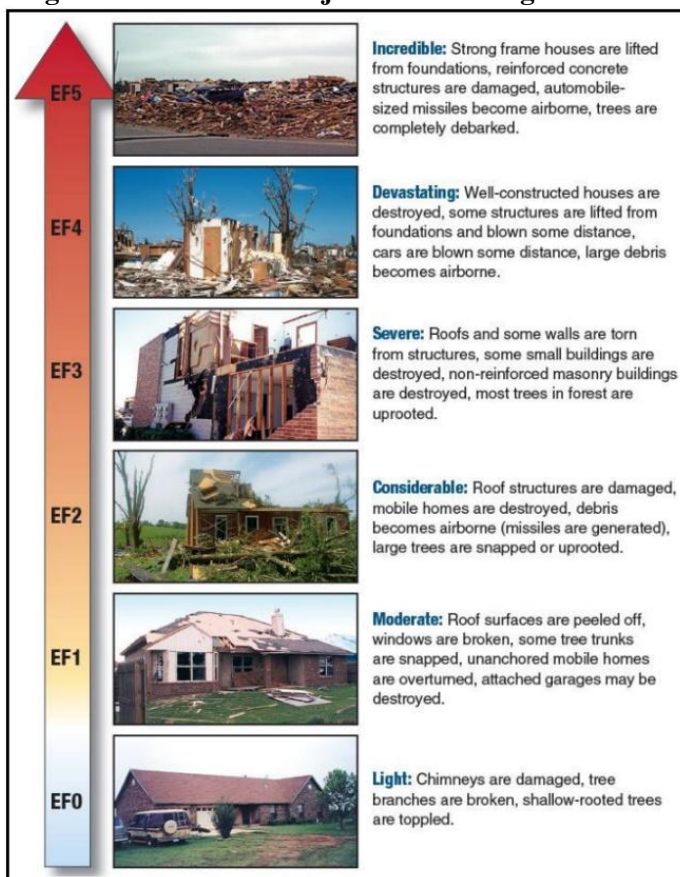 EF5
Incredible: Strong frame houses are lifted
from foundations, reinforced concrete
structures are damaged, automobile-
sized missiles become airborne, trees are
completely debarked.
EF4
Devastating: Well-constructed houses are
destroyed, some structures are lifted from
foundations and blown some distance,
cars are blown some distance, large debris
becomes airborne.
EF3
Severe: Roofs and some walls are torn
from structures, some small buildings are
destroyed, non-reinforced masonry buildings
are destroyed, most trees in forest are
uprooted.
EF2
Considerable: Roof structures are damaged,
mobile homes are destroyed, debris
becomes airborne (missiles are generated),
large trees are snapped or uprooted.
EF1
Moderate: Roof surfaces are peeled off,
windows are broken, some tree trunks
are snapped, unanchored mobile homes
are overturned, attached garages may be
destroyed.
EF0
Light: Chimneys are damaged, tree
branches are broken, shallow-rooted trees
are toppled.